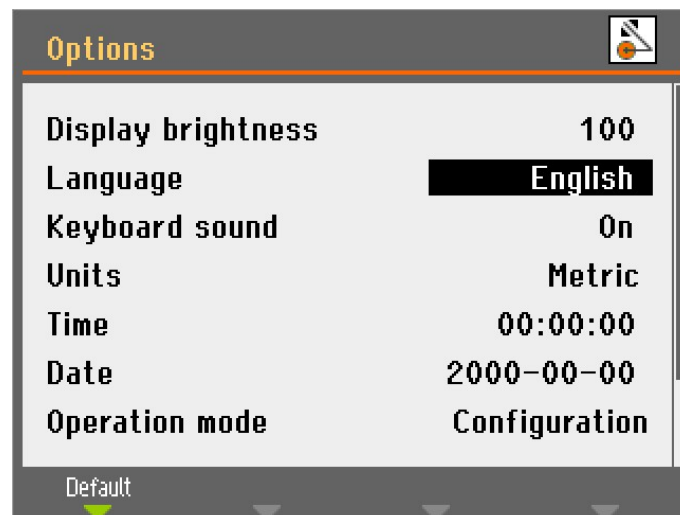 Options
Display brightness 100
Language English
Keyboard sound On
Units Metric
Time 00:00:00
Date 2000-00-00
Operation mode Configuration
Default